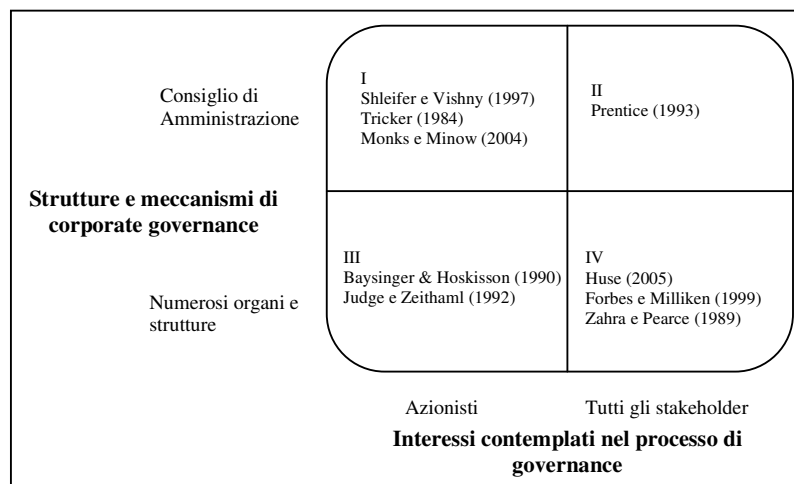 Consiglio di
Amministrazione
I
Shleifer e Vishny (1997)
Tricker (1984)
Monks e Minow (2004)
II
Prentice (1993)
Strutture e meccanismi di
corporate governance
Numerosi organi e
strutture
III
Baysinger & Hoskisson (1990)
Judge e Zeithaml (1992)
IV
Huse (2005)
Forbes e Milliken (1999)
Zahra e Pearce (1989)
Azionisti
Tutti gli stakeholder
Interessi contemplati nel processo di
governance